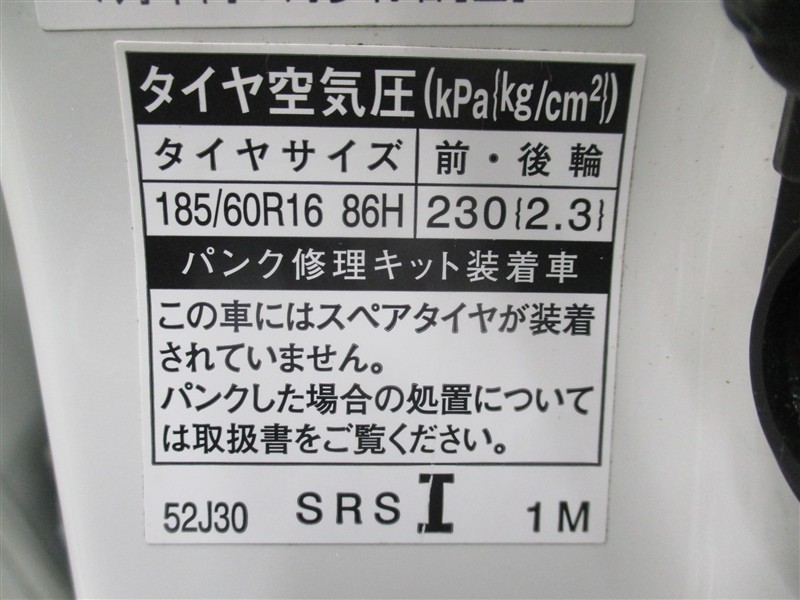 タイヤ空気圧(kPa{kg/cm²})
タイヤサイズ 前・後輪
185/60R16 86H 230{2.3}
パンク修理キット装着車
この車にはスペアタイヤが装着
されていません。
パンクした場合の処置について
は取扱書をご覧ください。
52J30 SRS I 1M